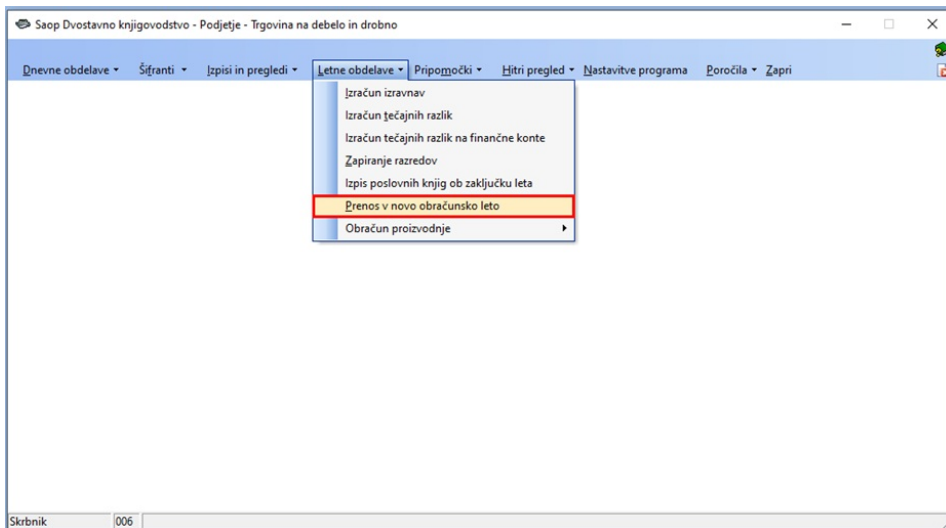 Saop Dvostavno knjigovodstvo - Podjetje - Trgovina na debelo in drobno
Dnevne obdelave Šifranti Izpisi in pregledi Letne obdelave Pripomočki Hitri pregled Nastavitve programa Poročila Zapri
Izračun izravnav
Izračun tečajnih razlik
Izračun tečajnih razlik na finančne konte
Zapiranje razredov
Izpis poslovnih knjig ob zaključku leta
Prenos v novo obračunsko leto
Obračun proizvodnje
Skrbnik 006